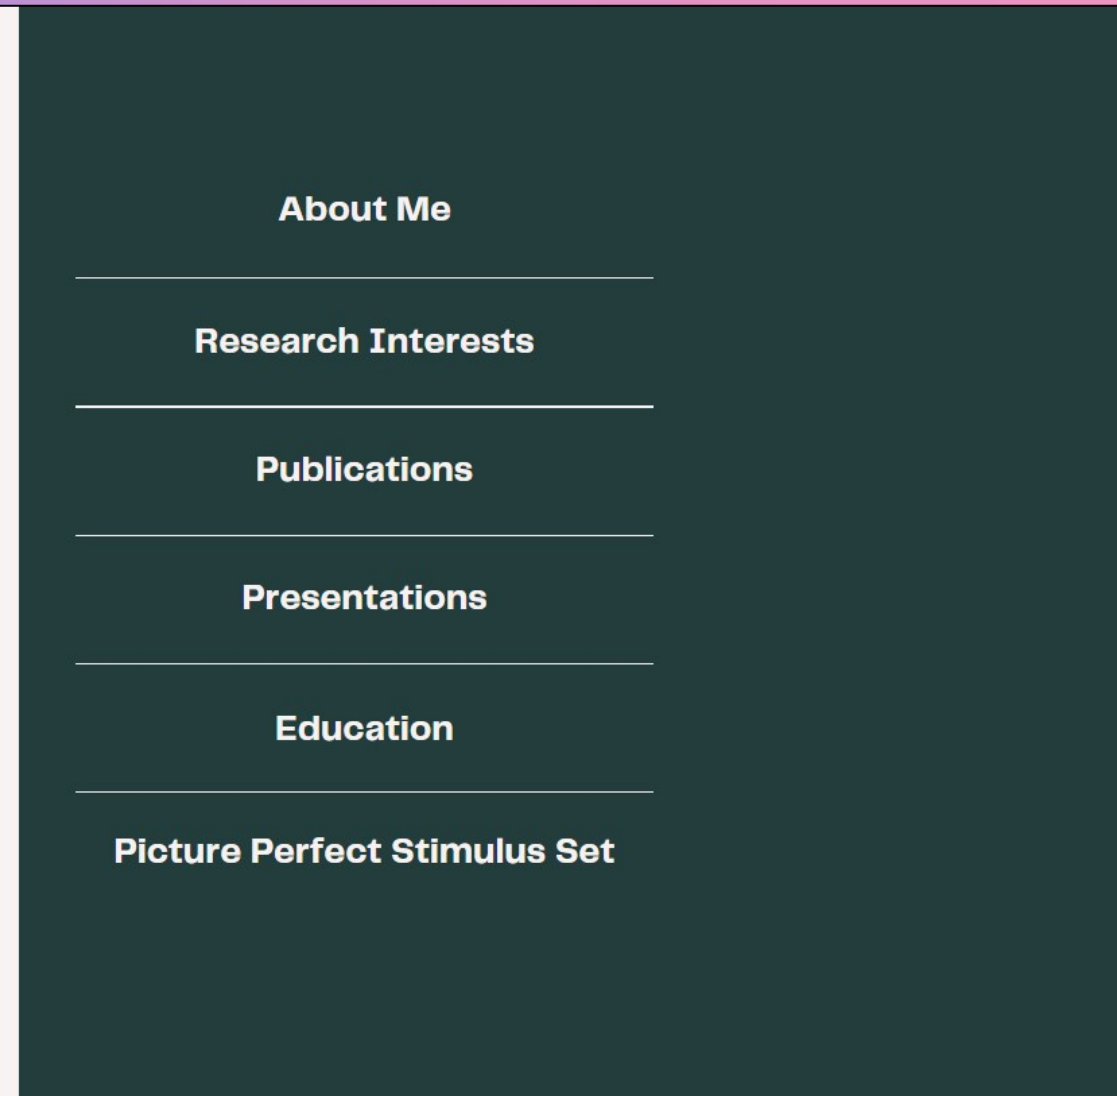 About Me
Research Interests
Publications
Presentations
Education
Picture Perfect Stimulus Set